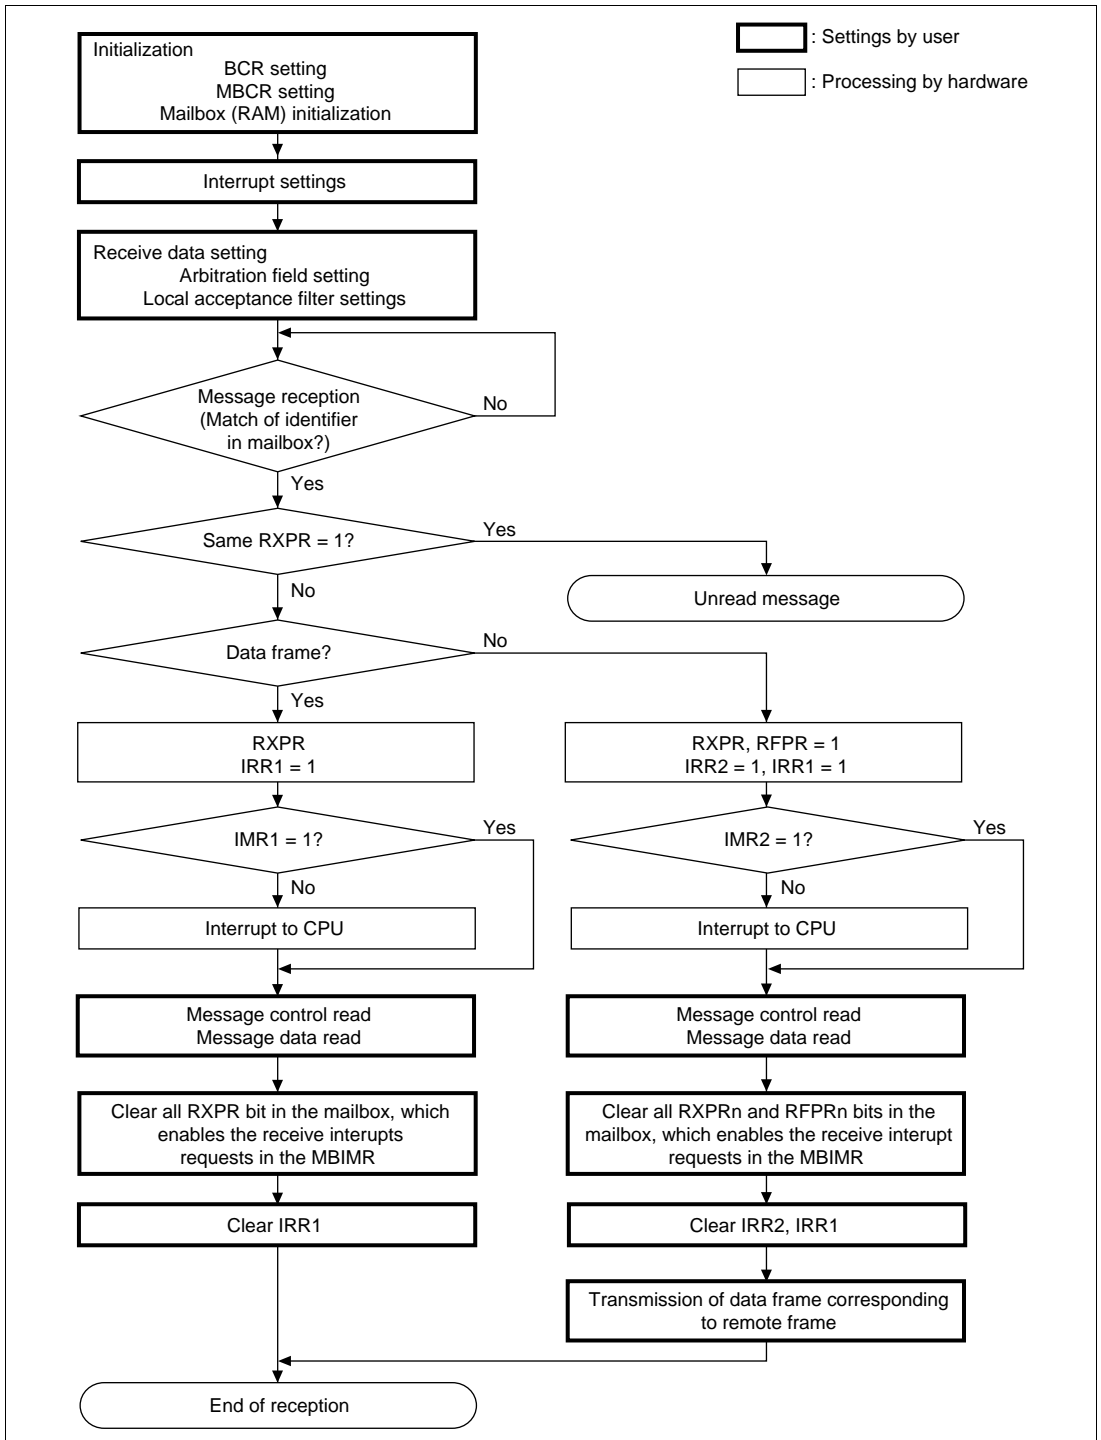 Initialization
BCR setting
MBCR setting
Mailbox (RAM) initialization
: Settings by user
: Processing by hardware
Interrupt settings
Receive data setting
Arbitration field setting
Local acceptance filter settings
Message reception
(Match of identifier
in mailbox?)
No
Yes
Same RXPR = 1?
Yes
No
Unread message
Data frame?
No
Yes
RXPR
IRR1 = 1
RXPR, RFPR = 1
IRR2 = 1, IRR1 = 1
IMR1 = 1?
Yes
No
IMR2 = 1?
Yes
No
Interrupt to CPU
Interrupt to CPU
Message control read
Message data read
Message control read
Message data read
Clear all RXPR bit in the mailbox, which
enables the receive interupts
requests in the MBIMR
Clear all RXPRn and RFPRn bits in the
mailbox, which enables the receive interupt
requests in the MBIMR
Clear IRR1
Clear IRR2, IRR1
Transmission of data frame corresponding
to remote frame
End of reception